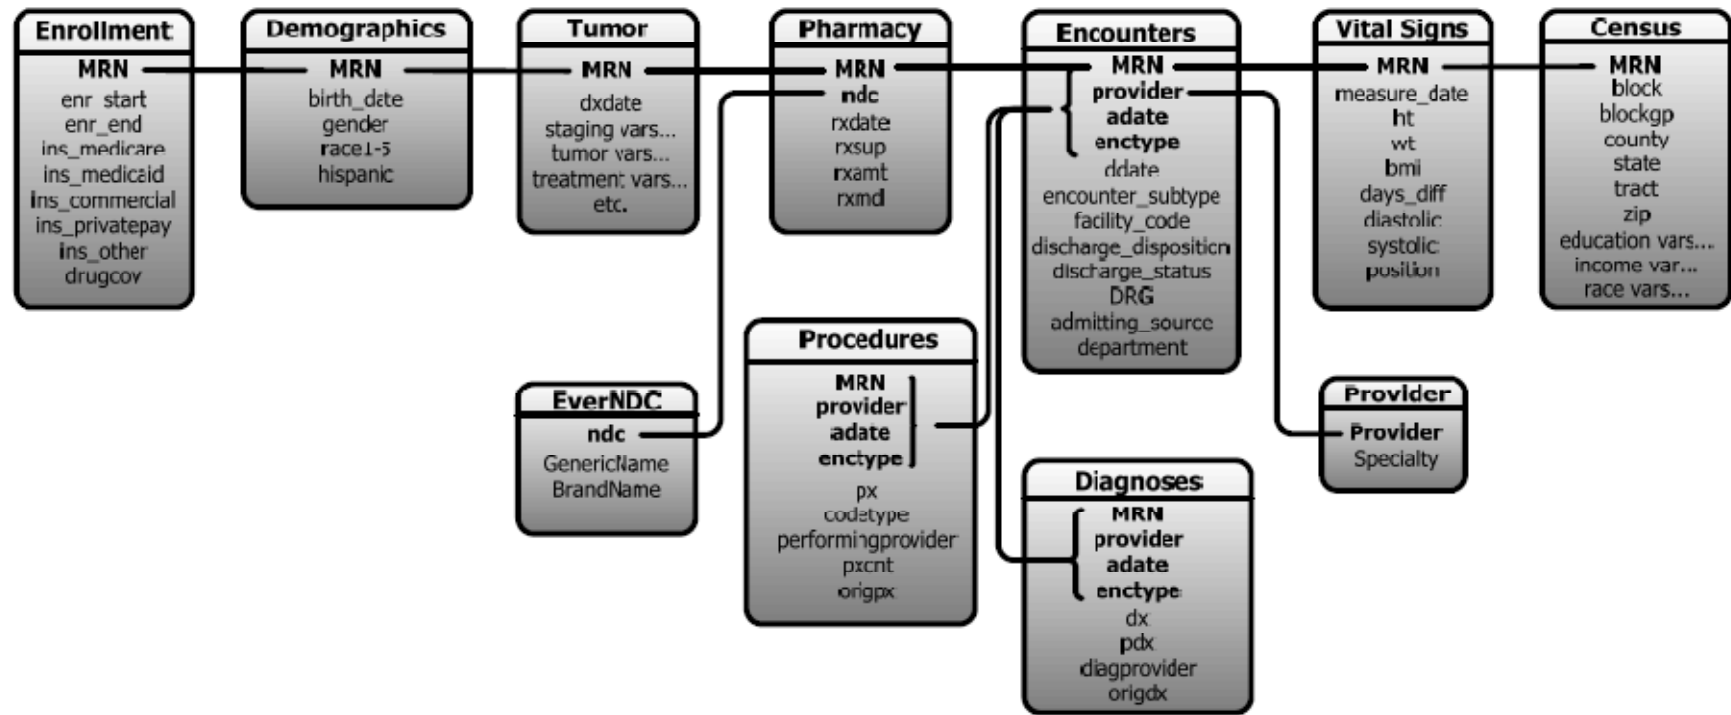 Enrollment
MRN
enr_start
enr_end
ins_medicare
ins_medicaid
ins_commercial
ins_privatepay
ins_other
drugcov
Demographics
MRN
birth_date
gender
race1-5
hispanic
Tumor
MRN
dxdate
staging vars...
tumor vars...
treatment vars...
etc.
Pharmacy
MRN
ndc
rxdate
rxsup
rxamt
rxmd
Encounters
MRN
provider
adate
enctype
ddate
encounter_subtype
facility_code
discharge_disposition
discharge_status
DRG
admitting_source
department
Vital Signs
MRN
measure_date
ht
wt
bmi
days_diff
diastolic
systolic
position
Census
MRN
block
blockgp
county
state
tract
zip
education vars...
income var...
race vars...
EverNDC
ndc
GenericName
BrandName
Procedures
MRN
provider
adate
enctype
px
codetype
performingprovider
pxcnt
origpx
Diagnoses
MRN
provider
adate
enctype
dx
pdx
diagprovider
origdx
Provider
Provider
Specialty